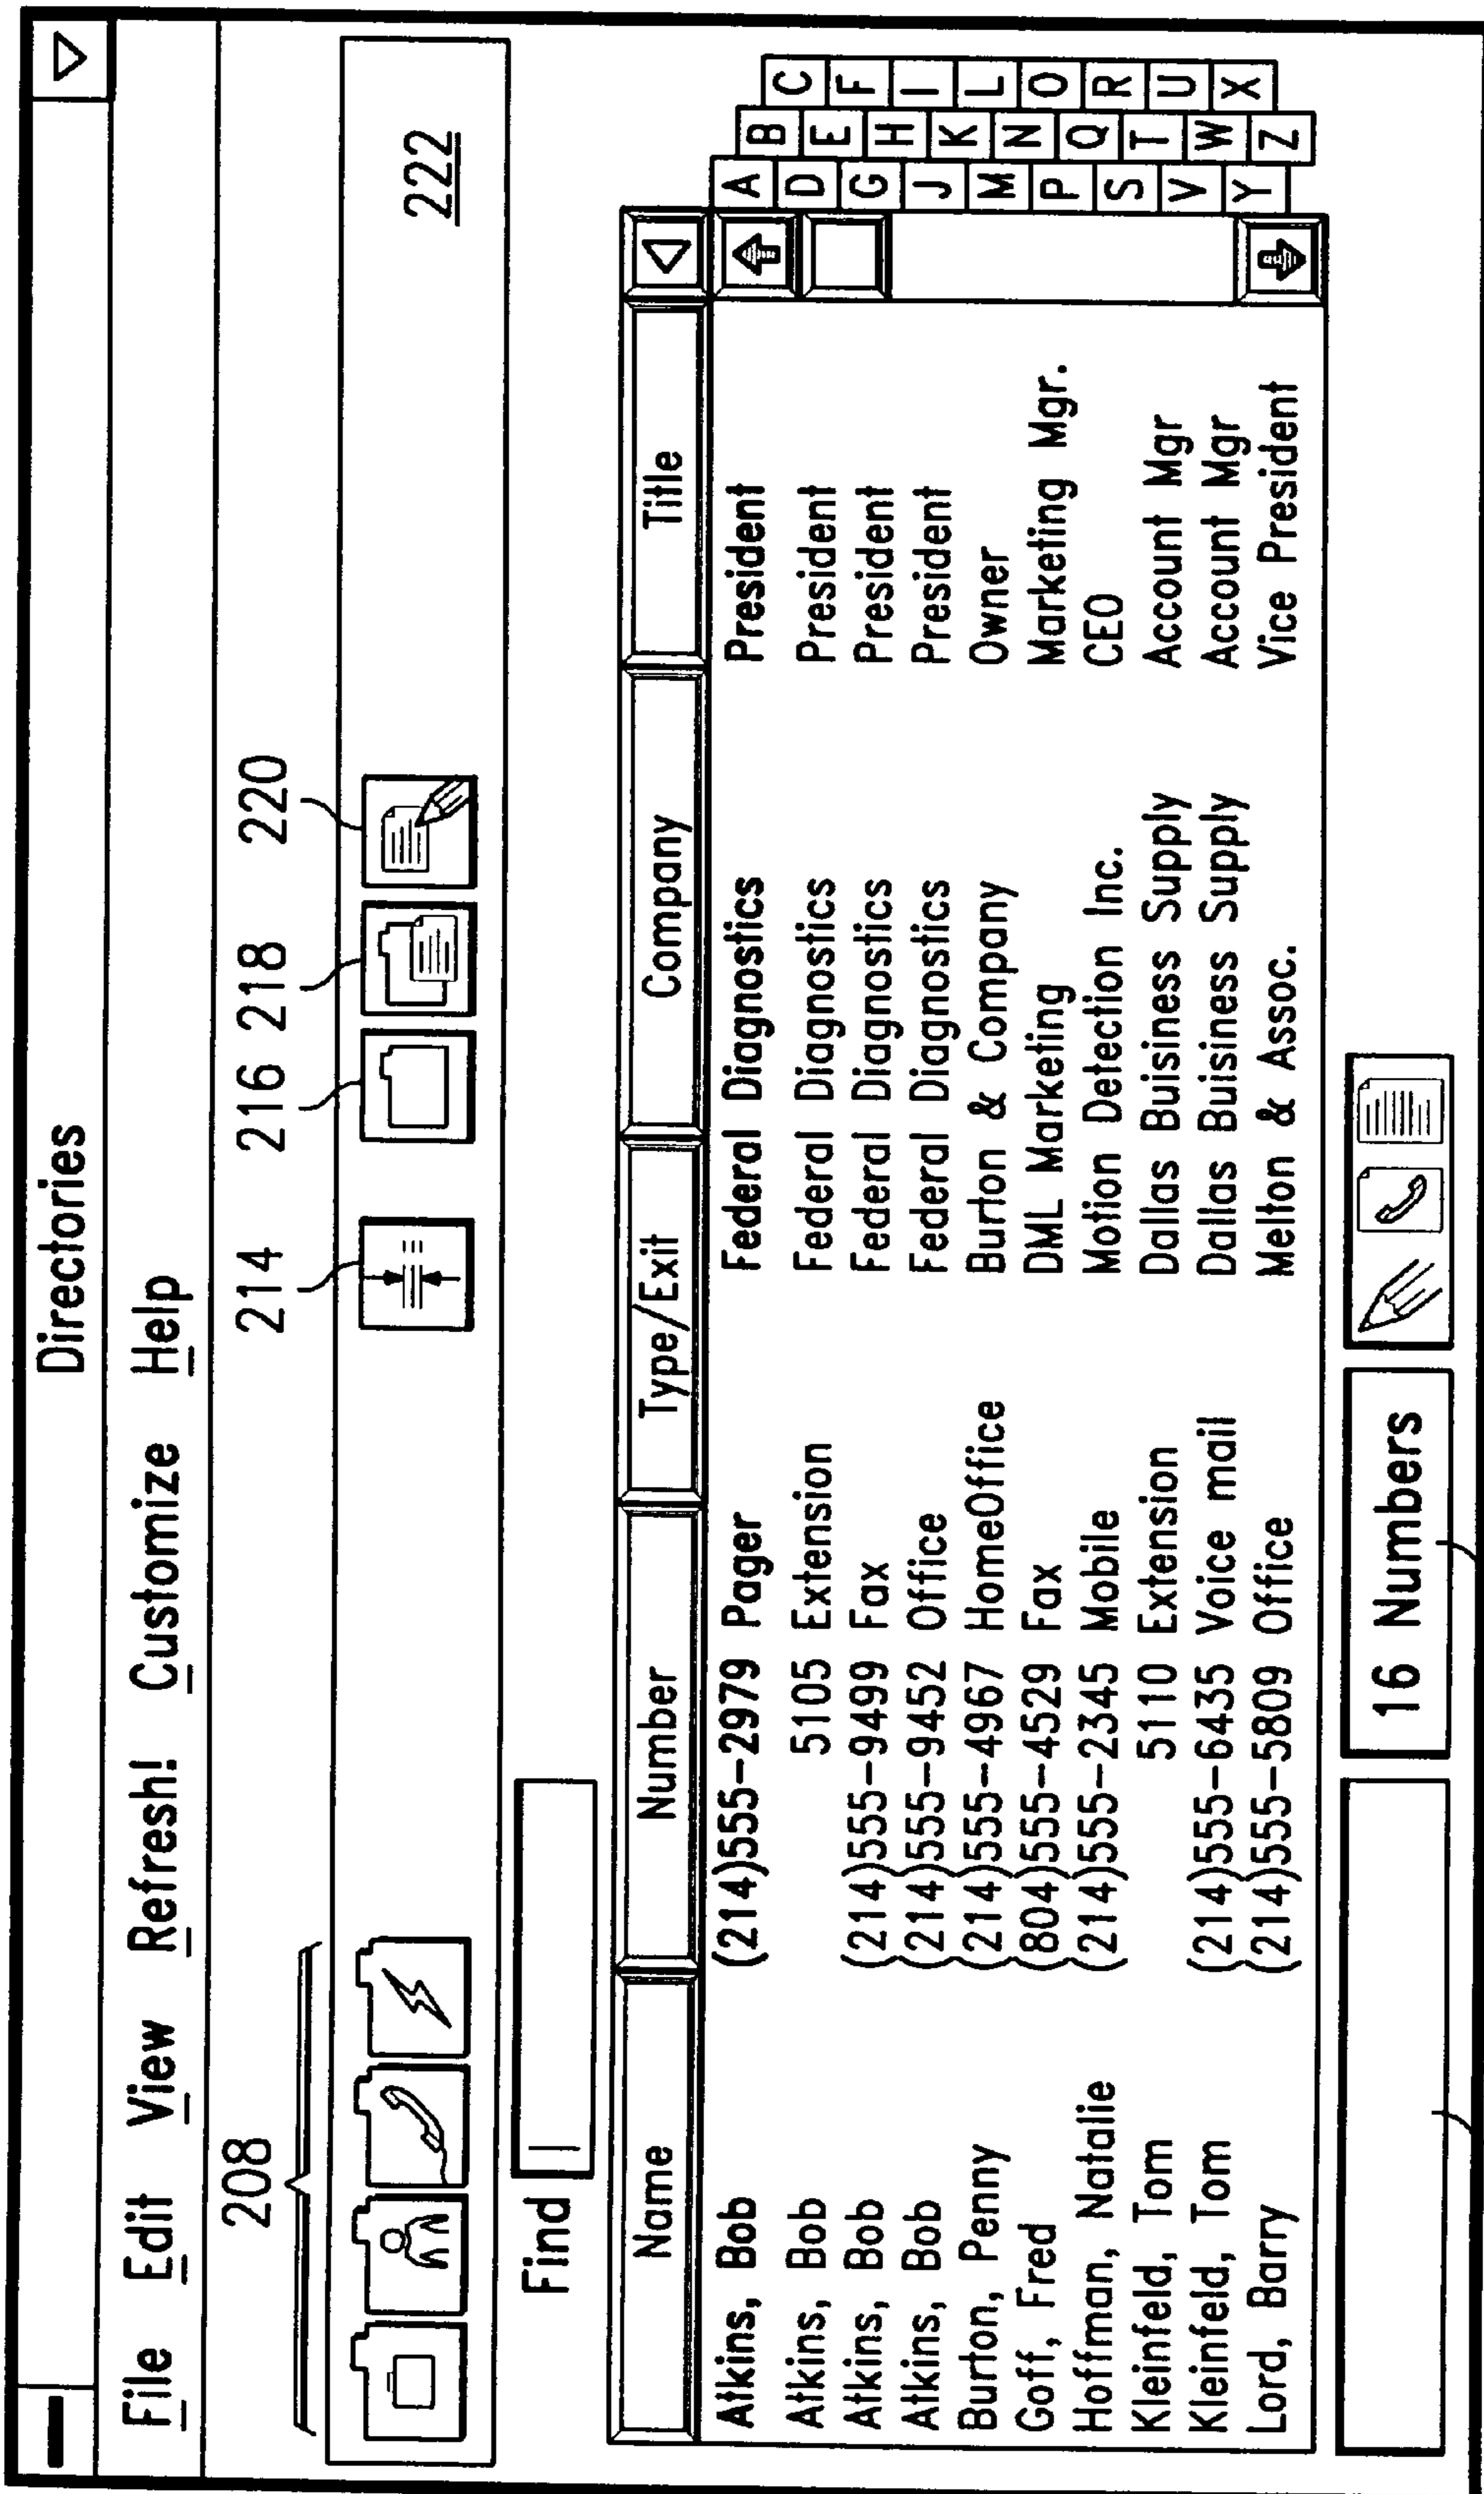 Directories
File Edit View Refresh! Customize Help
208 214 216 218 220
222
Find
Name Number Type/Exit Company Title
Atkins, Bob (214)555-2979 Pager Federal Diagnostics President
Atkins, Bob 5105 Extension Federal Diagnostics President
Atkins, Bob (214)555-9499 Fax Federal Diagnostics President
Atkins, Bob (214)555-9452 Office Federal Diagnostics President
Burton, Penny (214)555-4967 HomeOffice Burton & Company Owner
Goff, Fred (804)555-4529 Fax DML Marketing Marketing Mgr.
Hoffman, Natalie (214)555-2345 Mobile Motion Detection Inc. CEO
Kleinfeld, Tom 5110 Extension Dallas Buisiness Supply Account Mgr
Kleinfeld, Tom (214)555-6435 Voice mail Dallas Buisiness Supply Account Mgr
Lord, Barry (214)555-5809 Office Melton & Assoc. Vice President
A B C
D E F
G H I
J K L
M N O
P Q R
S T U
V W X
Y Z
16 Numbers